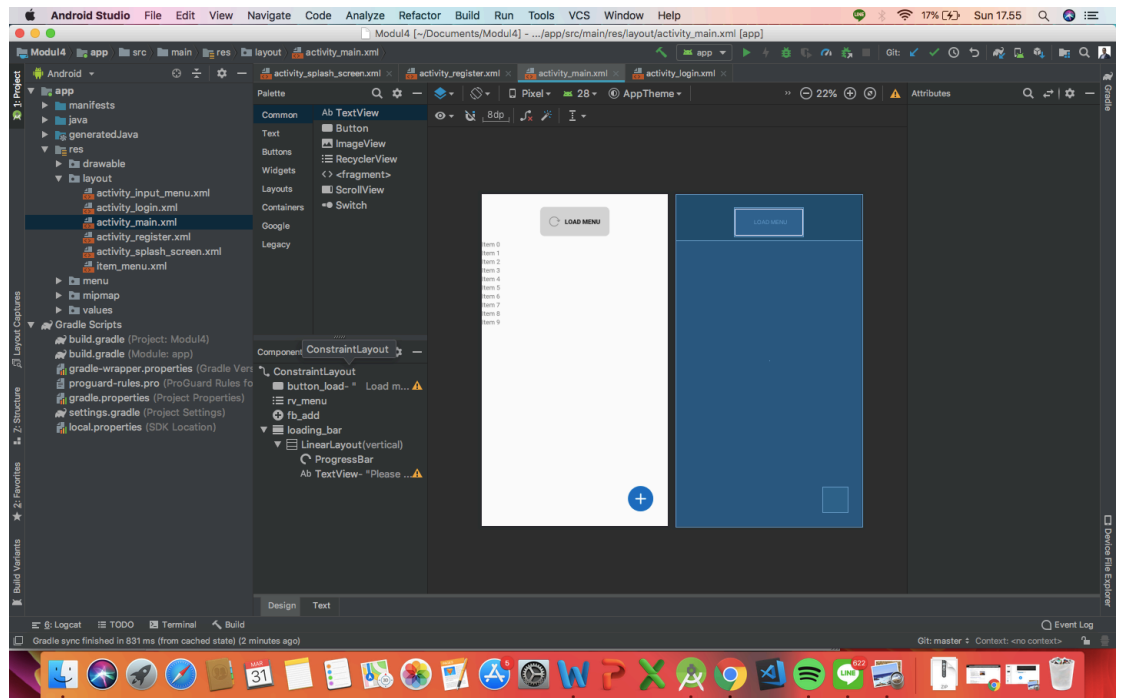 Android Studio File Edit View Navigate Code Analyze Refactor Build Run Tools VCS Window Help 17% Sun 17.55
Modul4 [~/Documents/Modul4] - .../app/src/main/res/layout/activity_main.xml [app]
Modul4 app src main res layout activity_main.xml app Git:
1: Project
Android
activity_splash_screen.xml activity_register.xml activity_main.xml activity_login.xml
Gradle
app
manifests
java
generatedJava
res
drawable
layout
activity_input_menu.xml
activity_login.xml
activity_main.xml
activity_register.xml
activity_splash_screen.xml
item_menu.xml
menu
mipmap
values
Gradle Scripts
build.gradle (Project: Modul4)
build.gradle (Module: app)
gradle-wrapper.properties (Gradle Vers
proguard-rules.pro (ProGuard Rules fo
gradle.properties (Project Properties)
settings.gradle (Project Settings)
local.properties (SDK Location)
Layout Captures
7: Structure
2: Favorites
Build Variants
Palette
Common
Text
Buttons
Widgets
Layouts
Containers
Google
Legacy
Ab TextView
Button
ImageView
RecyclerView
<> <fragment>
ScrollView
Switch
Pixel 28 AppTheme 22% Attributes
8dp
LOAD MENU
Item 0
Item 1
Item 2
Item 3
Item 4
Item 5
Item 6
Item 7
Item 8
Item 9
LOAD MENU
Component
ConstraintLayout
ConstraintLayout
button_load- " Load m...
rv_menu
fb_add
loading_bar
LinearLayout(vertical)
ProgressBar
Ab TextView- "Please ...
Design Text
Device File Explorer
6: Logcat TODO Terminal Build Event Log
Gradle sync finished in 831 ms (from cached state) (2 minutes ago) Git: master Context: <no context>
MAR
31
5
W P X
LINE
622
ZIP